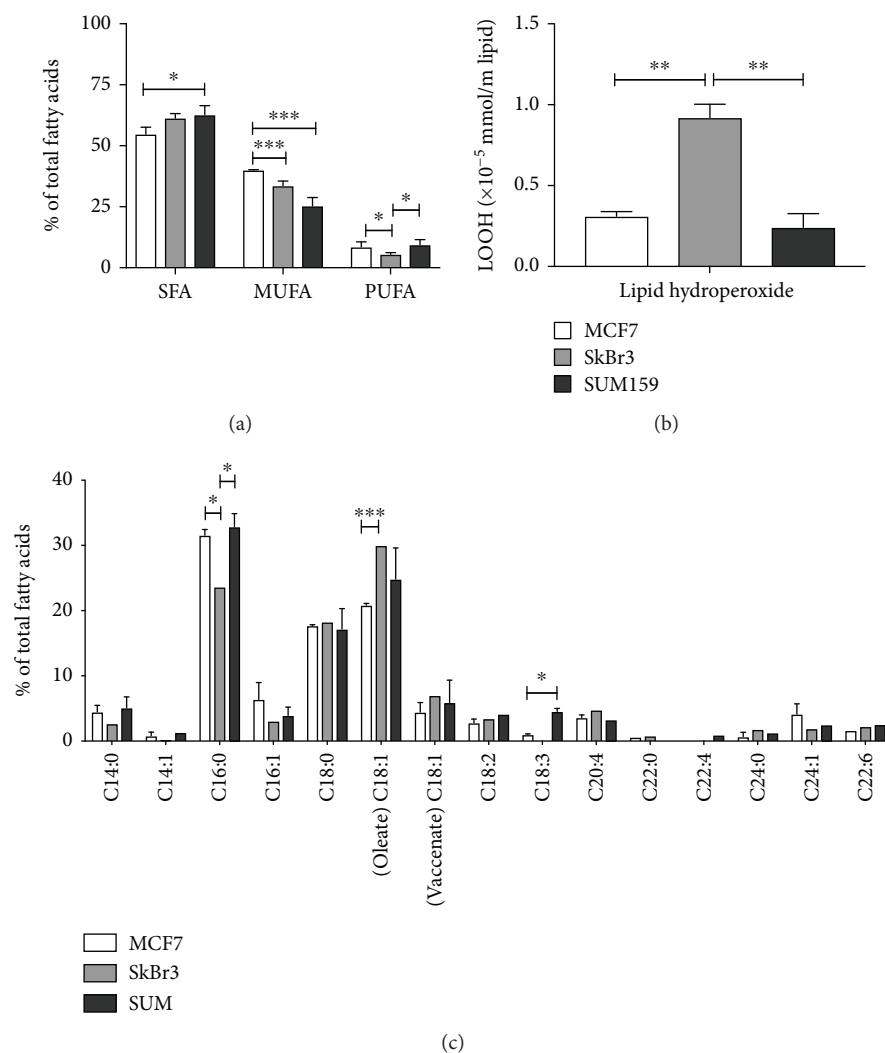 % of total fatty acids
100
75
50
25
0
*
***
***
*
*
SFA
MUFA
PUFA
(a)
LOOH (×10−5 mmol/m lipid)
1.5
1.0
0.5
0.0
**
**
Lipid hydroperoxide
MCF7
SkBr3
SUM159
(b)
% of total fatty acids
40
30
20
10
0
*
*
***
*
C14:0
C14:1
C16:0
C16:1
C18:0
(Oleate) C18:1
(Vaccenate) C18:1
C18:2
C18:3
C20:4
C22:0
C22:4
C24:0
C24:1
C22:6
MCF7
SkBr3
SUM
(c)